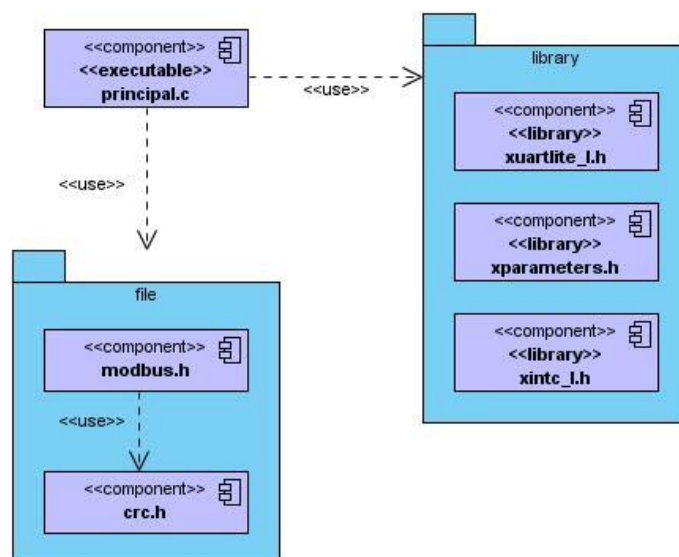 <<component>>
<<executable>>
principal.c
<<use>>
<<use>>
library
<<component>>
<<library>>
xuartlite_l.h
<<component>>
<<library>>
xparameters.h
<<component>>
<<library>>
xintc_l.h
file
<<component>>
modbus.h
<<use>>
<<component>>
crc.h